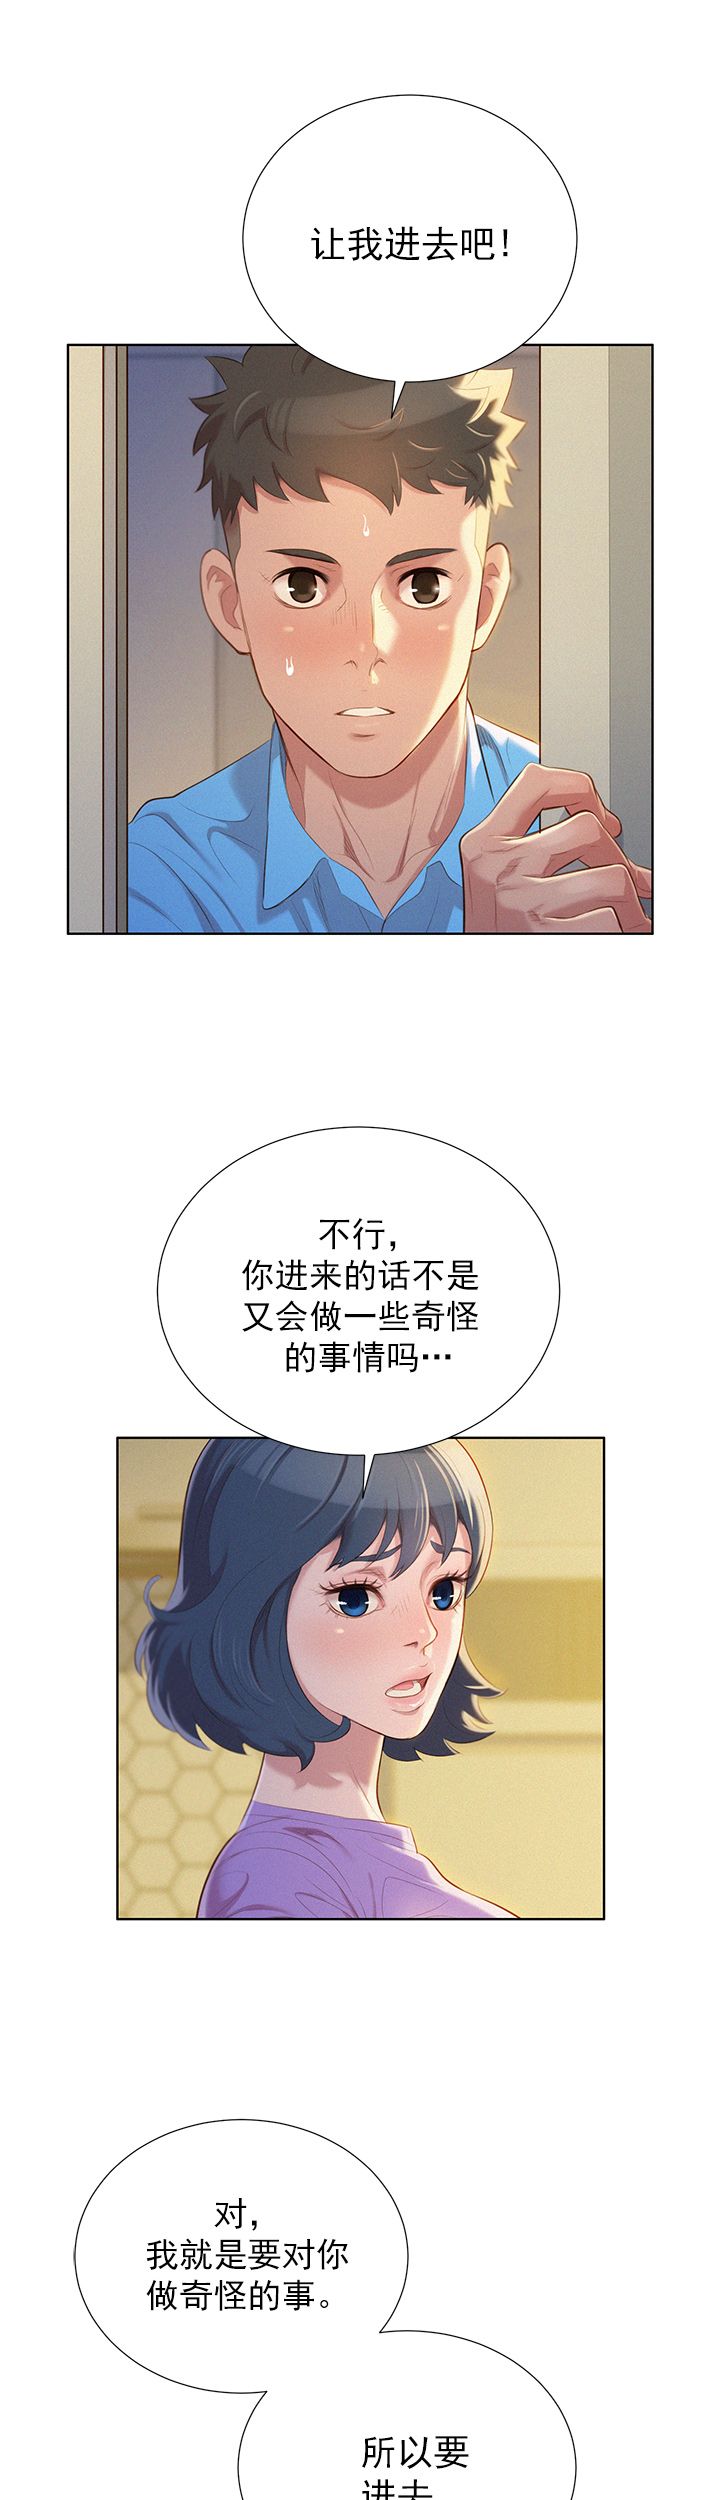 让我进去吧!
不行,
你进来的话不是
又会做一些奇怪
的事情吗…
对,
我就是要对你
做奇怪的事。
所以要
进去